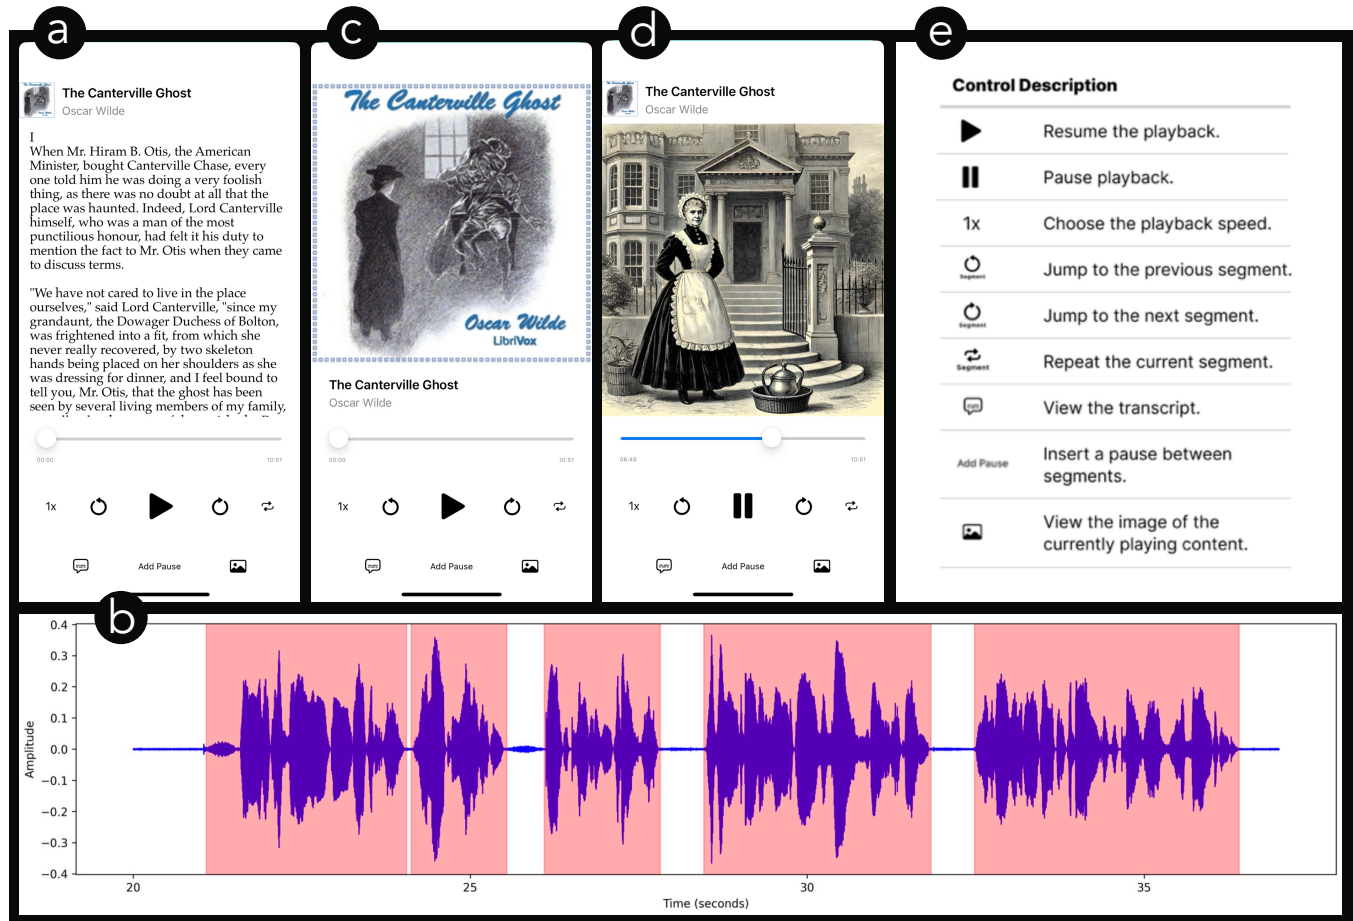 a
The Canterville Ghost
Oscar Wilde
I
When Mr. Hiram B. Otis, the American
Minister, bought Canterville Chase, every
one told him he was doing a very foolish
thing, as there was no doubt at all that the
place was haunted. Indeed, Lord Canterville
himself, who was a man of the most
punctilious honour, had felt it his duty to
mention the fact to Mr. Otis when they came
to discuss terms.
"We have not cared to live in the place
ourselves," said Lord Canterville, "since my
grandaunt, the Dowager Duchess of Bolton,
was frightened into a fit, from which she
never really recovered, by two skeleton
hands being placed on her shoulders as she
was dressing for dinner, and I feel bound to
tell you, Mr. Otis, that the ghost has been
seen by several living members of my family,
00:00
10:51
1x
Add Pause
c
The Canterville Ghost
Oscar Wilde
LibriVox
The Canterville Ghost
Oscar Wilde
00:00
10:51
1x
Add Pause
d
The Canterville Ghost
Oscar Wilde
06:48
10:51
1x
Add Pause
e
Control Description
Resume the playback.
Pause playback.
1x Choose the playback speed.
Segment
Jump to the previous segment.
Segment
Jump to the next segment.
Segment
Repeat the current segment.
View the transcript.
Add Pause
Insert a pause between
segments.
View the image of the
currently playing content.
b
0.4
0.3
0.2
0.1
0.0
−0.1
−0.2
−0.3
−0.4
Amplitude
20
25
30
35
Time (seconds)